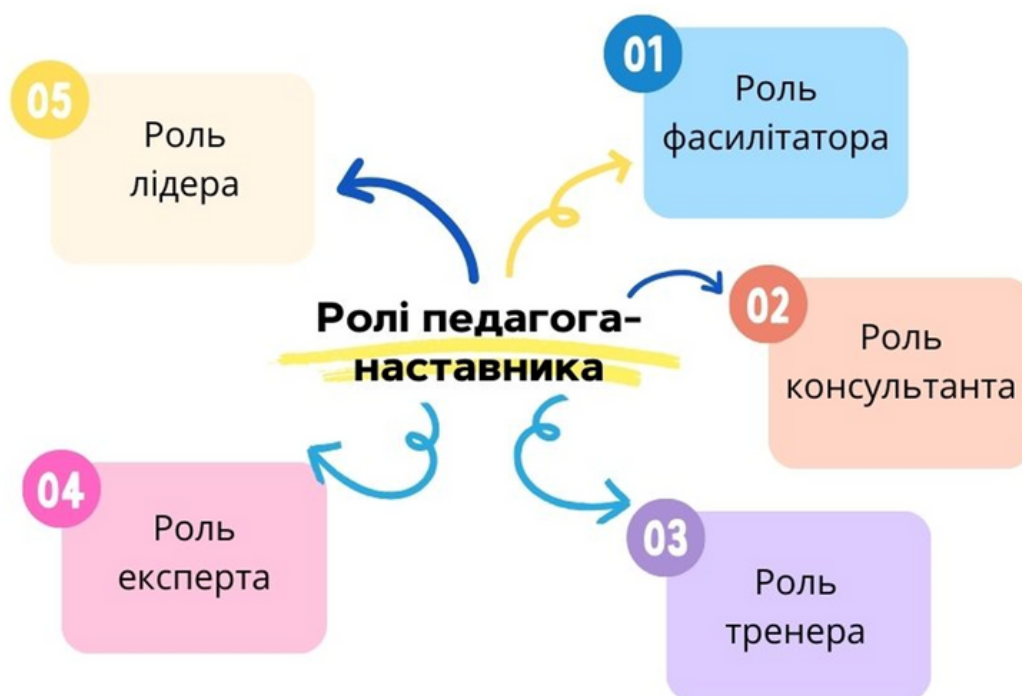 Ролі педагога-
наставника
01
Роль
фасилітатора
02
Роль
консультанта
03
Роль
тренера
04
Роль
експерта
05
Роль
лідера